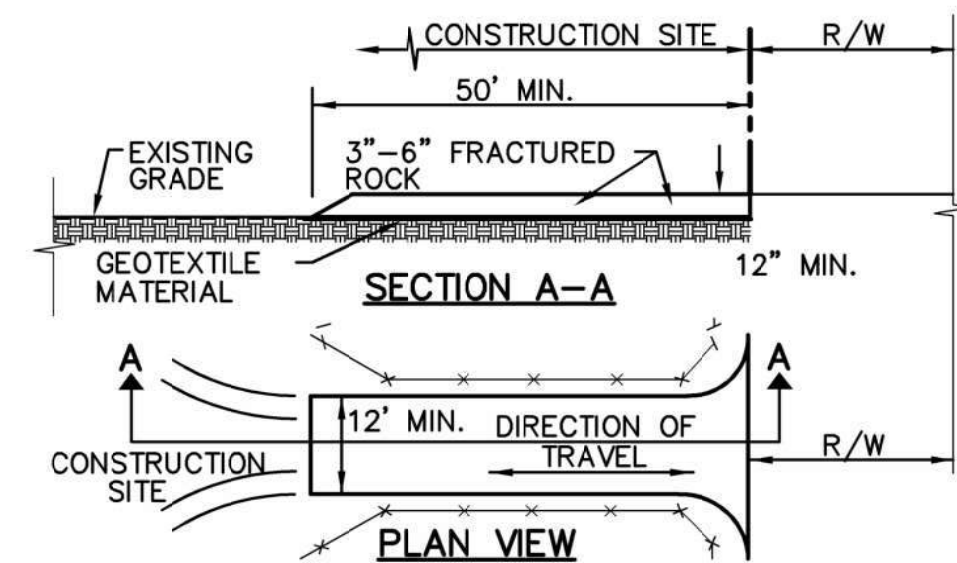 CONSTRUCTION SITE
R/W
50' MIN.
EXISTING
GRADE
3"-6" FRACTURED
ROCK
GEOTEXTILE
MATERIAL
12" MIN.
SECTION A-A
A
A
12' MIN.
DIRECTION OF
TRAVEL
CONSTRUCTION
SITE
R/W
PLAN VIEW